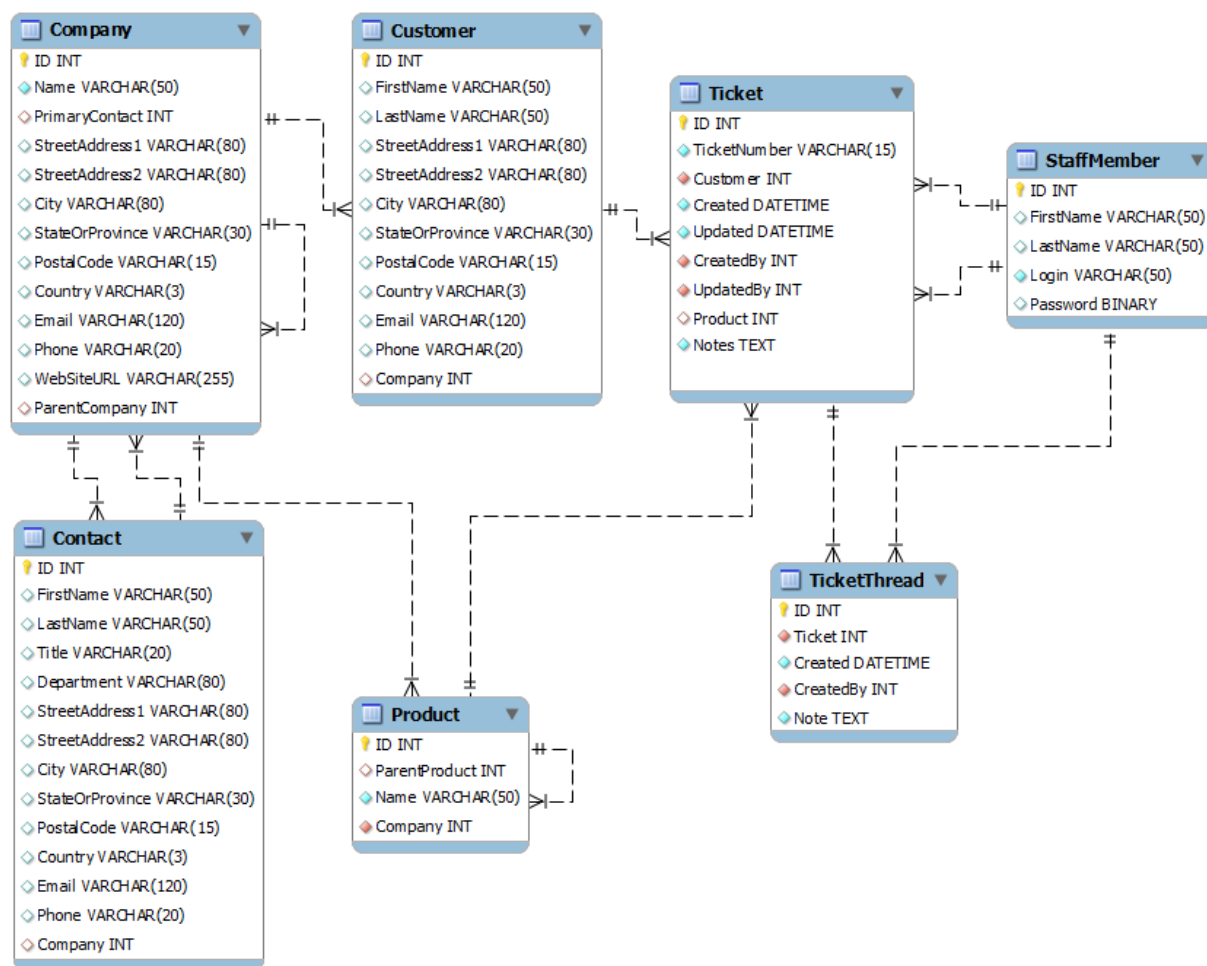 Company
ID INT
Name VARCHAR(50)
PrimaryContact INT
StreetAddress1 VARCHAR(80)
StreetAddress2 VARCHAR(80)
City VARCHAR(80)
StateOrProvince VARCHAR(30)
PostalCode VARCHAR(15)
Country VARCHAR(3)
Email VARCHAR(120)
Phone VARCHAR(20)
WebSiteURL VARCHAR(255)
ParentCompany INT
Customer
ID INT
FirstName VARCHAR(50)
LastName VARCHAR(50)
StreetAddress1 VARCHAR(80)
StreetAddress2 VARCHAR(80)
City VARCHAR(80)
StateOrProvince VARCHAR(30)
PostalCode VARCHAR(15)
Country VARCHAR(3)
Email VARCHAR(120)
Phone VARCHAR(20)
Company INT
Ticket
ID INT
TicketNumber VARCHAR(15)
Customer INT
Created DATETIME
Updated DATETIME
CreatedBy INT
UpdatedBy INT
Product INT
Notes TEXT
StaffMember
ID INT
FirstName VARCHAR(50)
LastName VARCHAR(50)
Login VARCHAR(50)
Password BINARY
Contact
ID INT
FirstName VARCHAR(50)
LastName VARCHAR(50)
Title VARCHAR(20)
Department VARCHAR(80)
StreetAddress1 VARCHAR(80)
StreetAddress2 VARCHAR(80)
City VARCHAR(80)
StateOrProvince VARCHAR(30)
PostalCode VARCHAR(15)
Country VARCHAR(3)
Email VARCHAR(120)
Phone VARCHAR(20)
Company INT
Product
ID INT
ParentProduct INT
Name VARCHAR(50)
Company INT
TicketThread
ID INT
Ticket INT
Created DATETIME
CreatedBy INT
Note TEXT